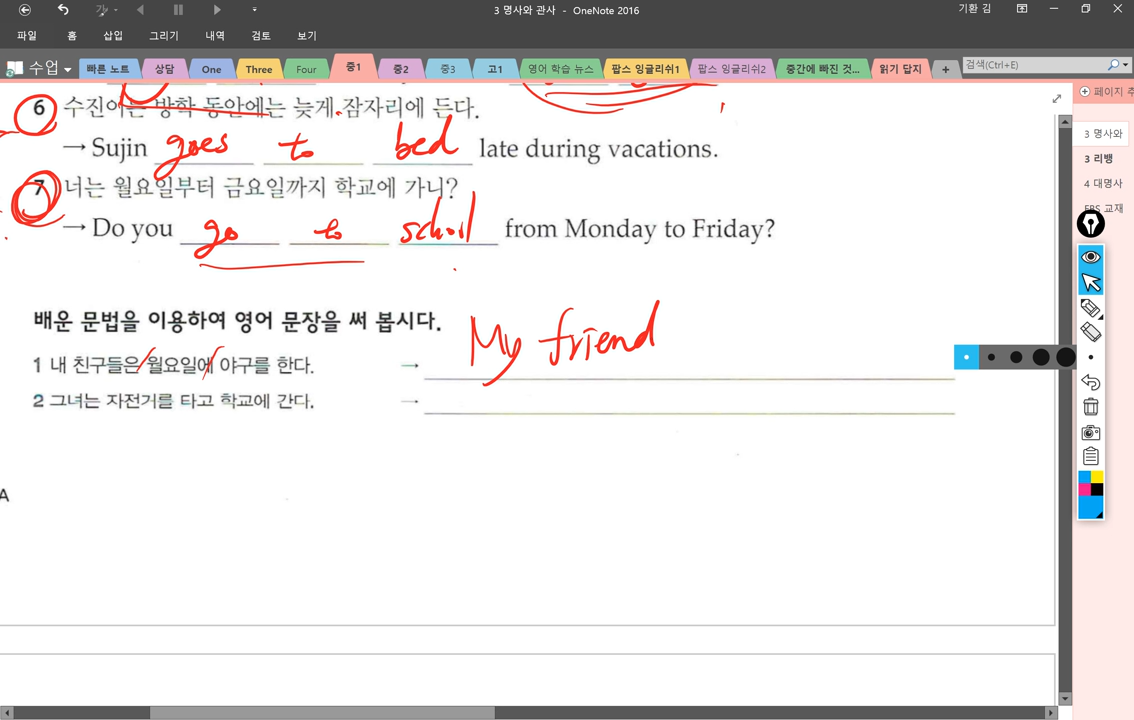 3 명사와 관사 - OneNote 2016
기환 김
파일 홈 삽입 그리기 내역 검토 보기
수업 빠른 노트 상담 One Three Four 중1 중2 중3 고1 영어 학습 뉴스 팝스 잉글리쉬1 팝스 잉글리쉬2 중간에 빠진 것... 읽기 답지 + 검색(Ctrl+E)
페이지 추
3 명사와
3 리뱅
4 대명사
EBS 교재
6 수진이는 방학 동안에는 늦게 잠자리에 든다.
→ Sujin goes to bed late during vacations.
7 너는 월요일부터 금요일까지 학교에 가니?
→ Do you go to school from Monday to Friday?
배운 문법을 이용하여 영어 문장을 써 봅시다.
1 내 친구들은 월요일에 야구를 한다. → My friend
2 그녀는 자전거를 타고 학교에 간다. →
A